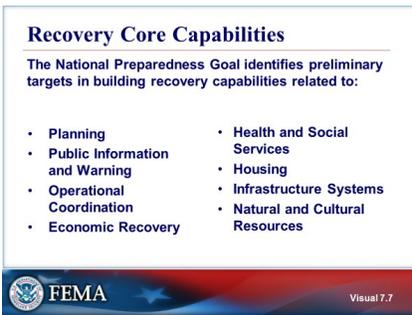 Recovery Core Capabilities
The National Preparedness Goal identifies preliminary
targets in building recovery capabilities related to:
• Planning
• Public Information
and Warning
• Operational
Coordination
• Economic Recovery
• Health and Social
Services
• Housing
• Infrastructure Systems
• Natural and Cultural
Resources
FEMA
Visual 7.7